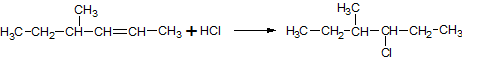 CH₃ H₃C
H₃C–CH₂–CH–CH=CH–CH₃ + HCl ⟶ H₃C–CH₂–CH–CH–CH₂–CH₃
Cl